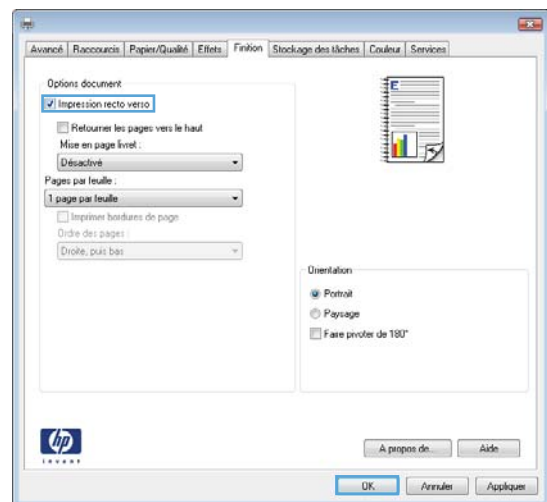 Avancé Raccourcis Papier/Qualité Effets Finition Stockage des tâches Couleur Services
Options document
Impression recto verso
Retourner les pages vers le haut
Mise en page livret :
Désactivé
Pages par feuille :
1 page par feuille
Imprimer bordures de page
Ordre des pages :
Droite, puis bas
E
Orientation
Portrait
Paysage
Faire pivoter de 180°
hp
invent
A propos de... Aide
OK Annuler Appliquer